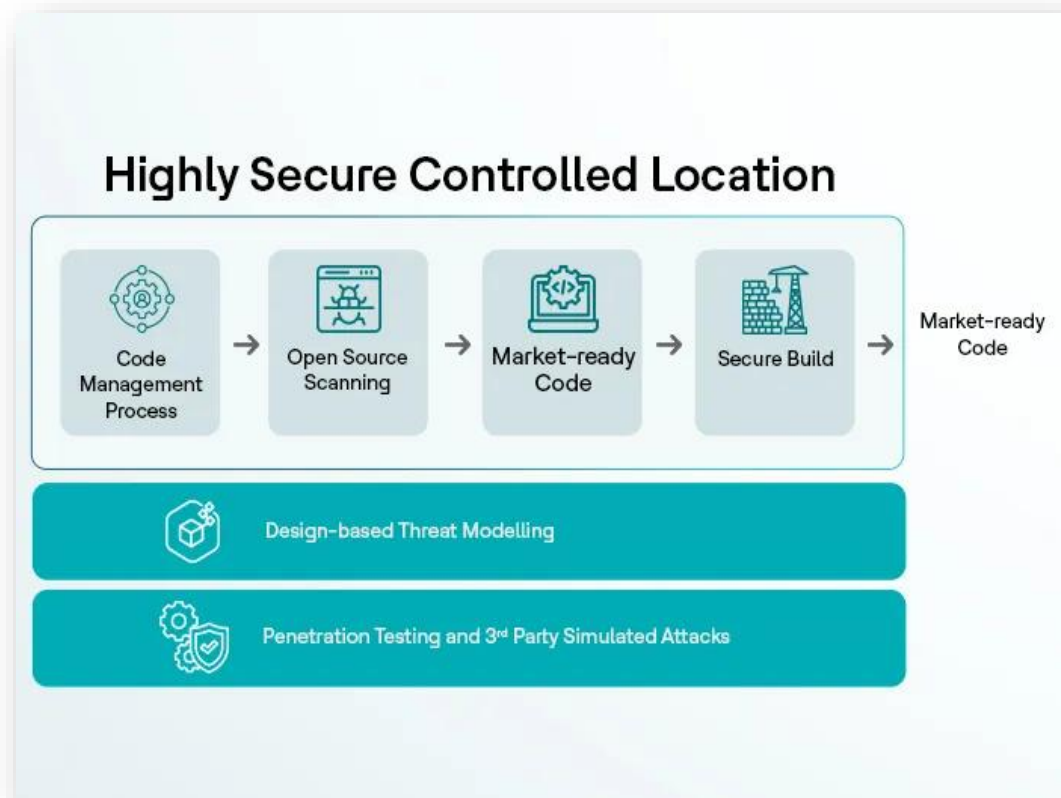 Highly Secure Controlled Location
Code
Management
Process
Open Source
Scanning
Market-ready
Code
Secure Build
Market-ready
Code
Design-based Threat Modelling
Penetration Testing and 3rd Party Simulated Attacks